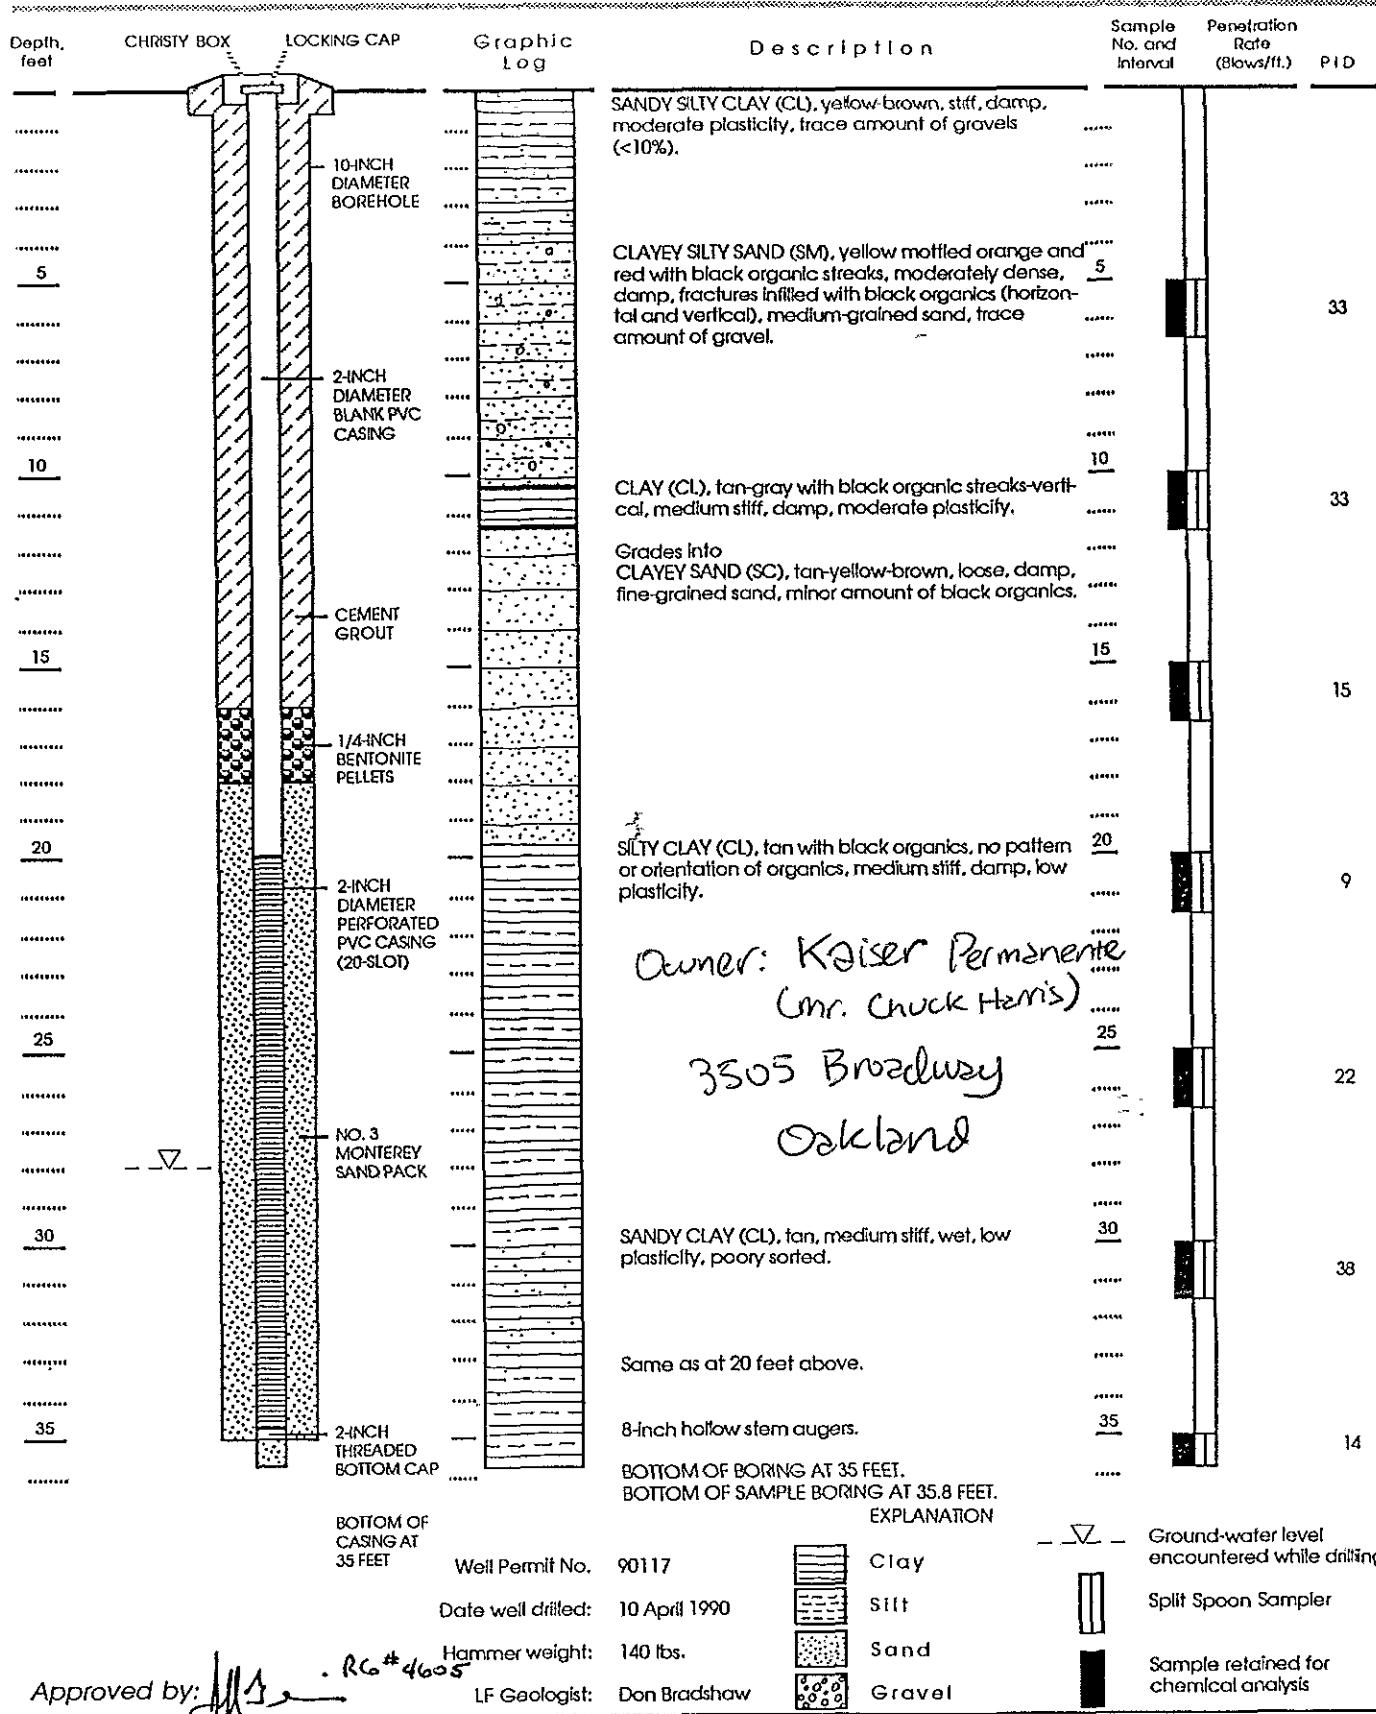 Depth, feet
CHRISTY BOX
LOCKING CAP
Graphic Log
Description
Sample No. and Interval
Penetration Rate (Blows/ft.)
PID
SANDY SILTY CLAY (CL), yellow-brown, stiff, damp,
moderate plasticity, trace amount of gravels
(<10%).
10-INCH
DIAMETER
BOREHOLE
CLAYEY SILTY SAND (SM), yellow mottled orange and
red with black organic streaks, moderately dense,
damp, fractures infilled with black organics (horizon-
tal and vertical), medium-grained sand, trace
amount of gravel.
5
5
33
2-INCH
DIAMETER
BLANK PVC
CASING
10
10
CLAY (CL), tan-gray with black organic streaks-verti-
cal, medium stiff, damp, moderate plasticity.
33
Grades into
CLAYEY SAND (SC), tan-yellow-brown, loose, damp,
fine-grained sand, minor amount of black organics.
CEMENT
GROUT
15
15
15
1/4-INCH
BENTONITE
PELLETS
20
20
SILTY CLAY (CL), tan with black organics, no pattern
or orientation of organics, medium stiff, damp, low
plasticity.
9
2-INCH
DIAMETER
PERFORATED
PVC CASING
(20-SLOT)
Owner: Kaiser Permanente
(Mr. Chuck Harris)
25
25
3505 Broadway
22
Oakland
NO. 3
MONTEREY
SAND PACK
30
30
SANDY CLAY (CL), tan, medium stiff, wet, low
plasticity, poory sorted.
38
Same as at 20 feet above.
35
35
8-inch hollow stem augers.
14
2-INCH
THREADED
BOTTOM CAP
BOTTOM OF BORING AT 35 FEET.
BOTTOM OF SAMPLE BORING AT 35.8 FEET.
BOTTOM OF
CASING AT
35 FEET
EXPLANATION
Well Permit No. 90117
Date well drilled: 10 April 1990
Hammer weight: 140 lbs.
LF Geologist: Don Bradshaw
Clay
Silt
Sand
Gravel
Ground-water level
encountered while drilling
Split Spoon Sampler
Sample retained for
chemical analysis
Approved by:
RG #4605